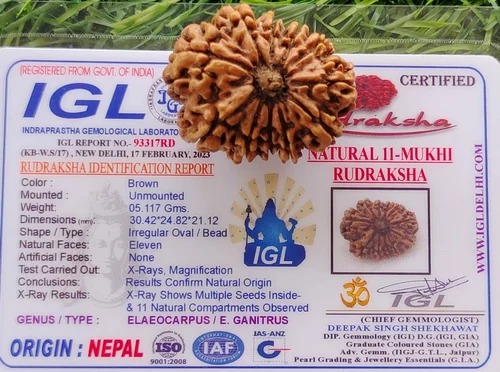 (REGISTERED FROM GOVT. OF INDIA)
IGL
INDRAPRASTHA GEMOLOGICAL LABORATO
IGL REPORT NO.- 93317RD
(KB-W.S/17) , NEW DELHI, 17 FEBRUARY, 2023
RUDRAKSHA IDENTIFICATION REPORT
Color : Brown
Mounted : Unmounted
Weight: 05.117 Gms.
Dimensions (mm): 30.42*24.82*21.12
Shape / Type : Irregular Oval / Bead
Natural Faces: Eleven
Artificial Faces: None
Test Carried Out: X-Rays, Magnification
Conclusions: Results Confirm Natural Origin
X-Ray Results: X-Ray Shows Multiple Seeds Inside-
& 11 Natural Compartments Observed
GENUS / TYPE : ELAEOCARPUS / E. GANITRUS
ORIGIN : NEPAL
ISO
9001:2008
IAF
JAS-ANZ
IGL
CERTIFIED
draksha
NATURAL 11-MUKHI
RUDRAKSHA
ॐ IGL
(CHIEF GEMMOLOGIST)
DEEPAK SINGH SHEKHAWAT
DIP. Gemmology (IGI) D.G.(IGI, GIA)
Graduate Coloured Stones (GIA)
Adv. Gemm. (IIGJ-G.T.L., Jaipur)
Pearl Grading & Jewellery Essentials (G.I.A.)
WWW.IGLDELHI.COM